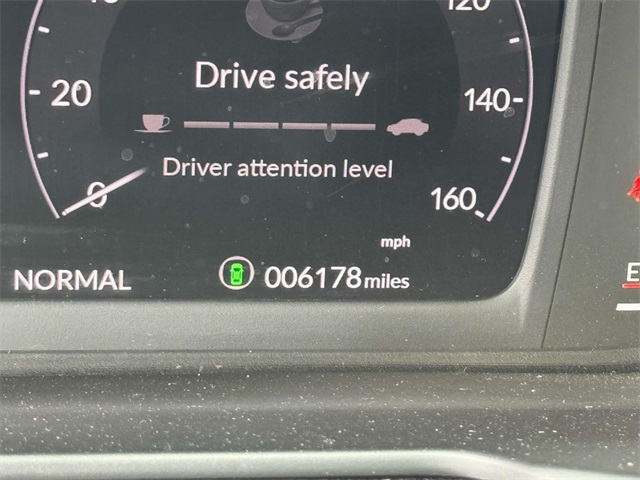 120
Drive safely
20
140
Driver attention level
0
160
mph
NORMAL
006178 miles
E